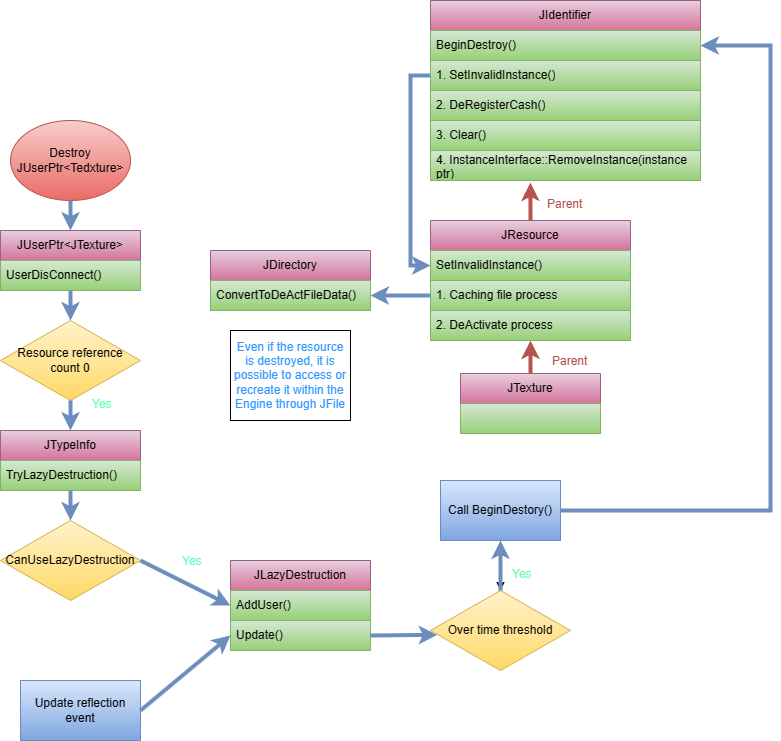 JIdentifier
BeginDestroy()
1. SetInvalidInstance()
2. DeRegisterCash()
3. Clear()
4. InstanceInterface::RemoveInstance(instance
ptr)
Destroy
JUserPtr<Tedxture>
Parent
JUserPtr<JTexture>
UserDisConnect()
JResource
SetInvalidInstance()
1. Caching file process
2. DeActivate process
JDirectory
ConvertToDeActFileData()
Even if the resource
is destroyed, it is
possible to access or
recreate it within the
Engine through JFile
Resource reference
count 0
Yes
Parent
JTexture
JTypeInfo
TryLazyDestruction()
CanUseLazyDestruction
Yes
JLazyDestruction
AddUser()
Update()
Call BeginDestory()
Yes
Over time threshold
Update reflection
event